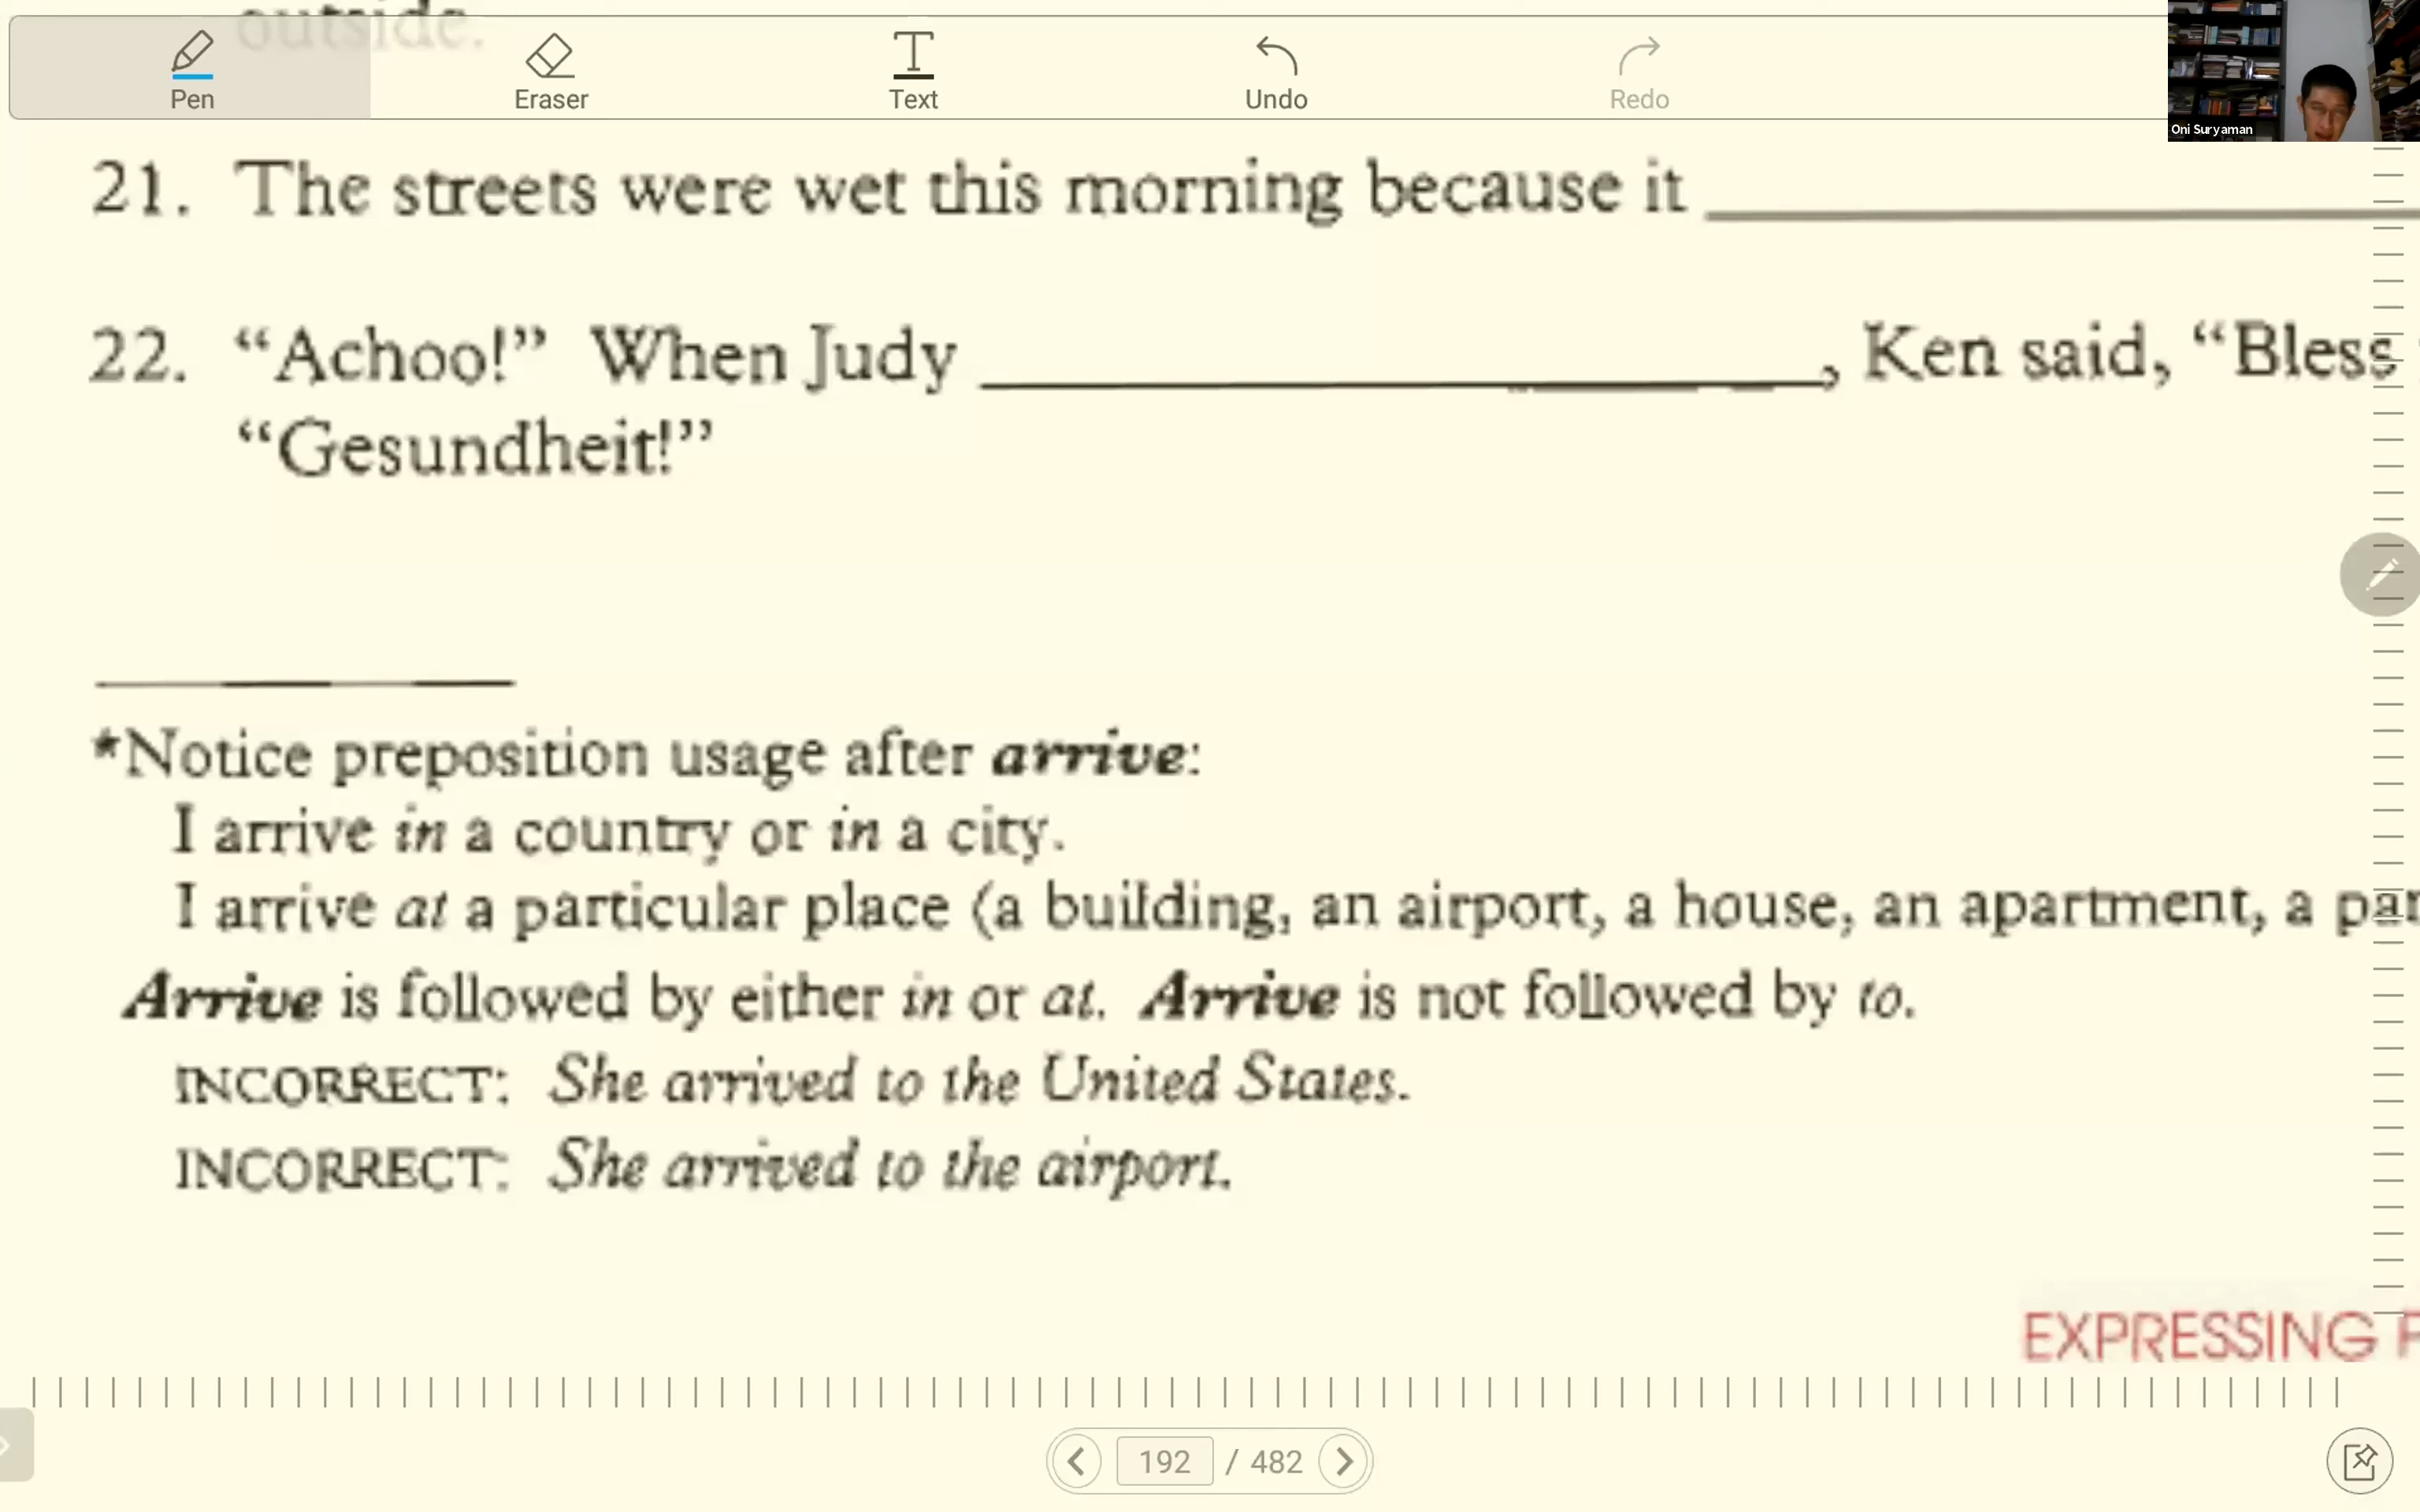 outside.
Pen
Eraser
Text
Undo
Redo
Oni Suryaman
21. The streets were wet this morning because it
22. “Achoo!” When Judy , Ken said, “Bless
“Gesundheit!”
*Notice preposition usage after arrive:
I arrive in a country or in a city.
I arrive at a particular place (a building, an airport, a house, an apartment, a
Arrive is followed by either in or at. Arrive is not followed by to.
INCORRECT: She arrived to the United States.
INCORRECT: She arrived to the airport.
EXPRESSING
192 / 482